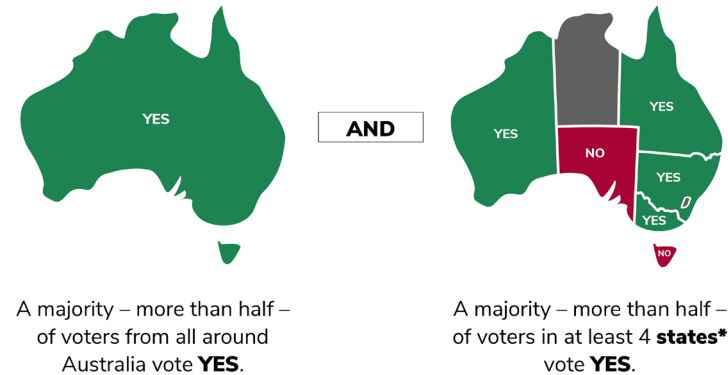 YES
AND
YES
YES
NO
YES
YES
NO
A majority – more than half –
of voters from all around
Australia vote YES.
A majority – more than half –
of voters in at least 4 states*
vote YES.